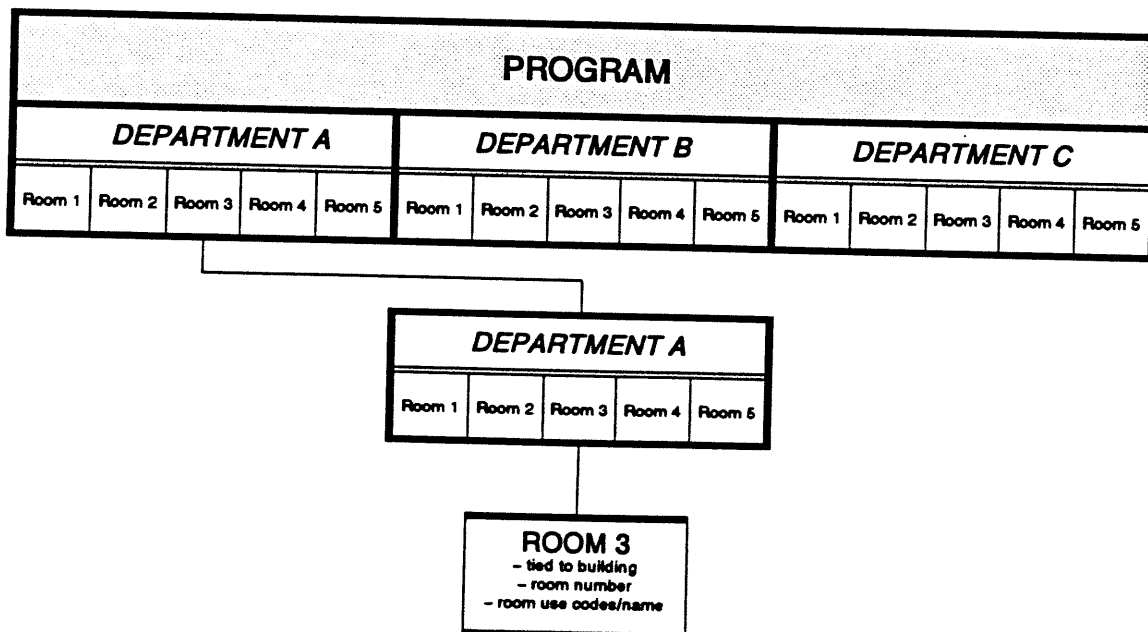 PROGRAM
DEPARTMENT A DEPARTMENT B DEPARTMENT C
Room 1 Room 2 Room 3 Room 4 Room 5 Room 1 Room 2 Room 3 Room 4 Room 5 Room 1 Room 2 Room 3 Room 4 Room 5
DEPARTMENT A
Room 1 Room 2 Room 3 Room 4 Room 5
ROOM 3
– tied to building
– room number
– room use codes/name